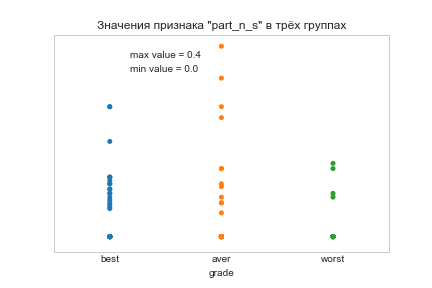 Значения признака "part_n_s" в трёх группах
max value = 0.4
min value = 0.0
best aver worst
grade